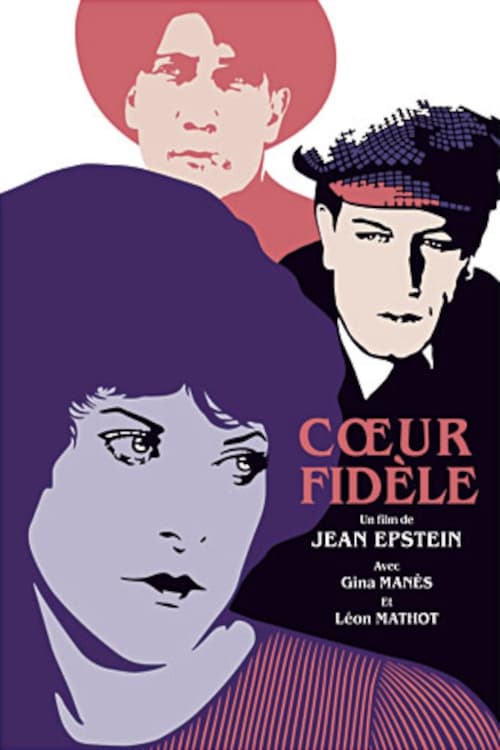 CŒUR
FIDÈLE
Un film de
JEAN EPSTEIN
Avec
Gina MANÈS
Et
Léon MATHOT